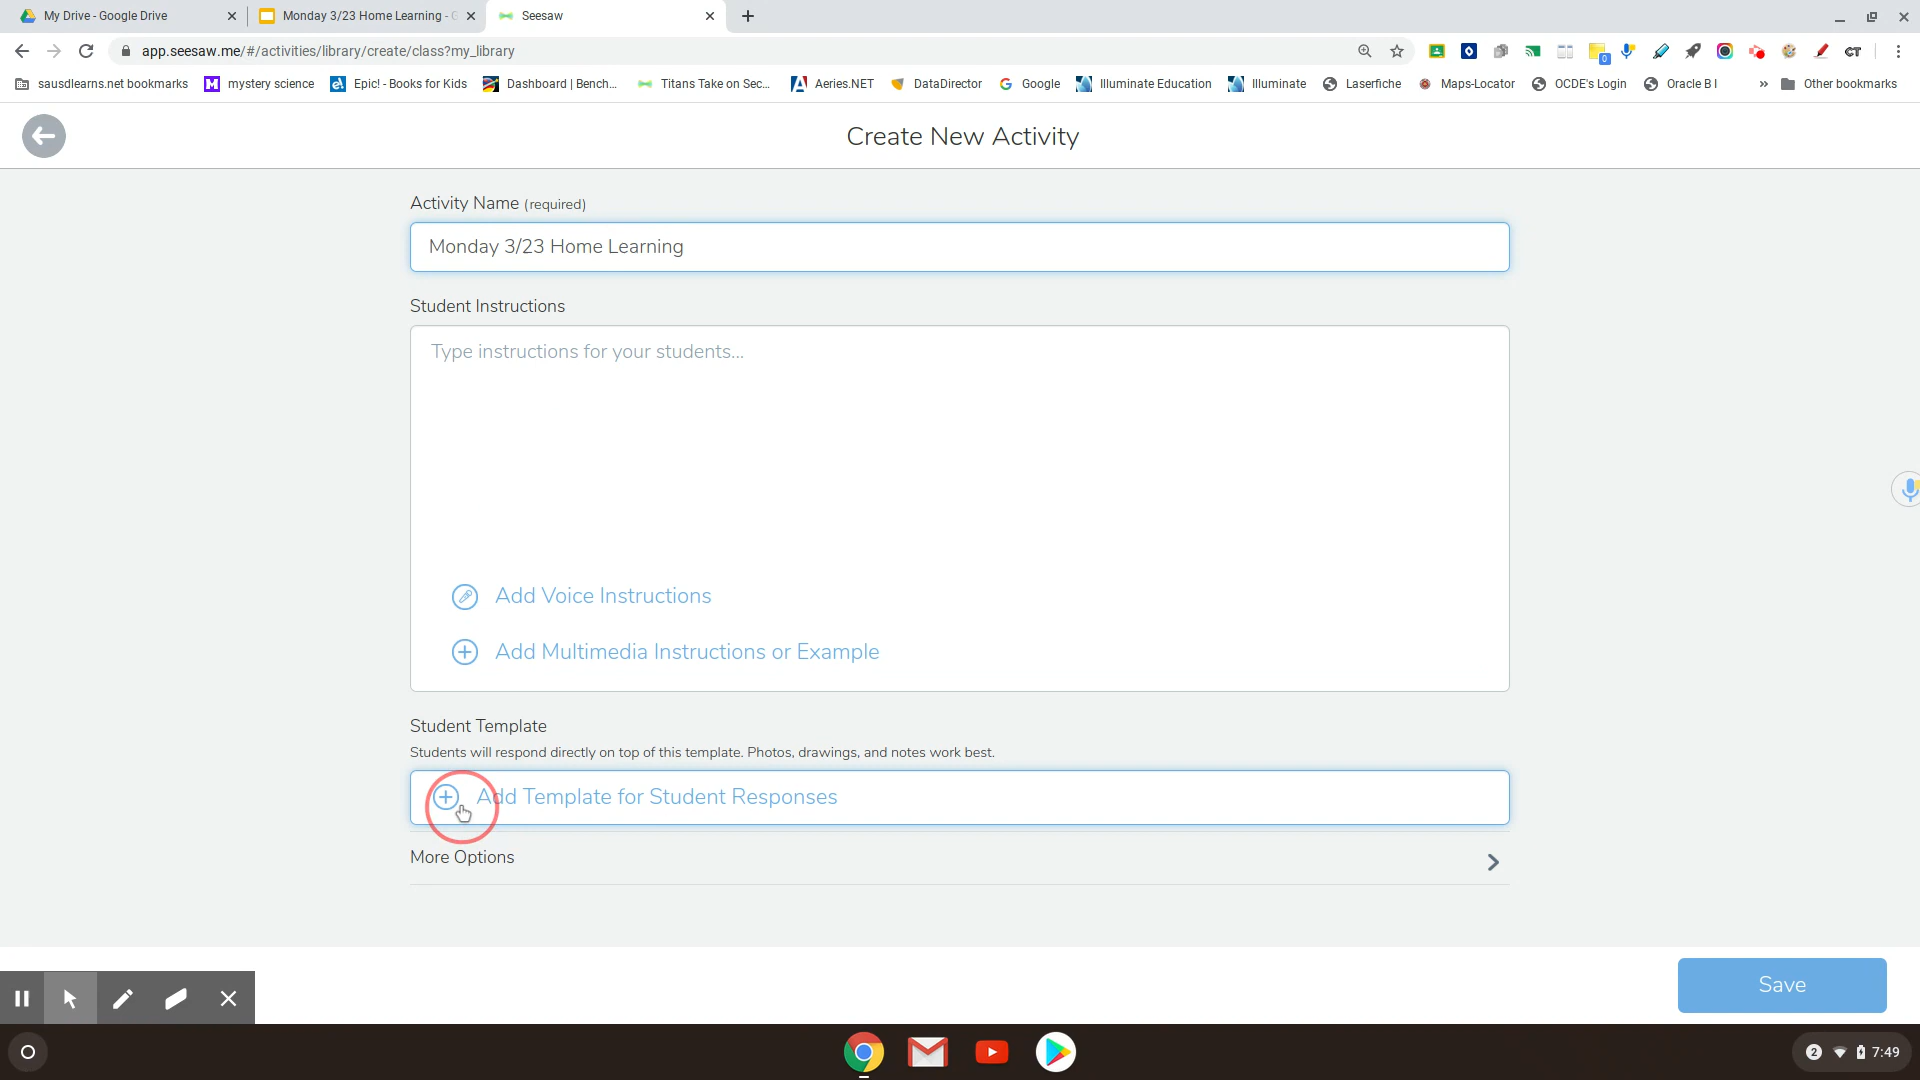 My Drive - Google Drive
Monday 3/23 Home Learning - G
Seesaw
app.seesaw.me/#/activities/library/create/class?my_library
0
CT
sausdlearns.net bookmarks
mystery science
Epic! - Books for Kids
Dashboard | Bench...
Titans Take on Sec...
Aeries.NET
DataDirector
Google
Illuminate Education
Illuminate
Laserfiche
Maps-Locator
OCDE's Login
Oracle B I
»
Other bookmarks
Create New Activity
Activity Name (required)
Monday 3/23 Home Learning
Student Instructions
Type instructions for your students...
Add Voice Instructions
Add Multimedia Instructions or Example
Student Template
Students will respond directly on top of this template. Photos, drawings, and notes work best.
Add Template for Student Responses
More Options
Save
2
7:49